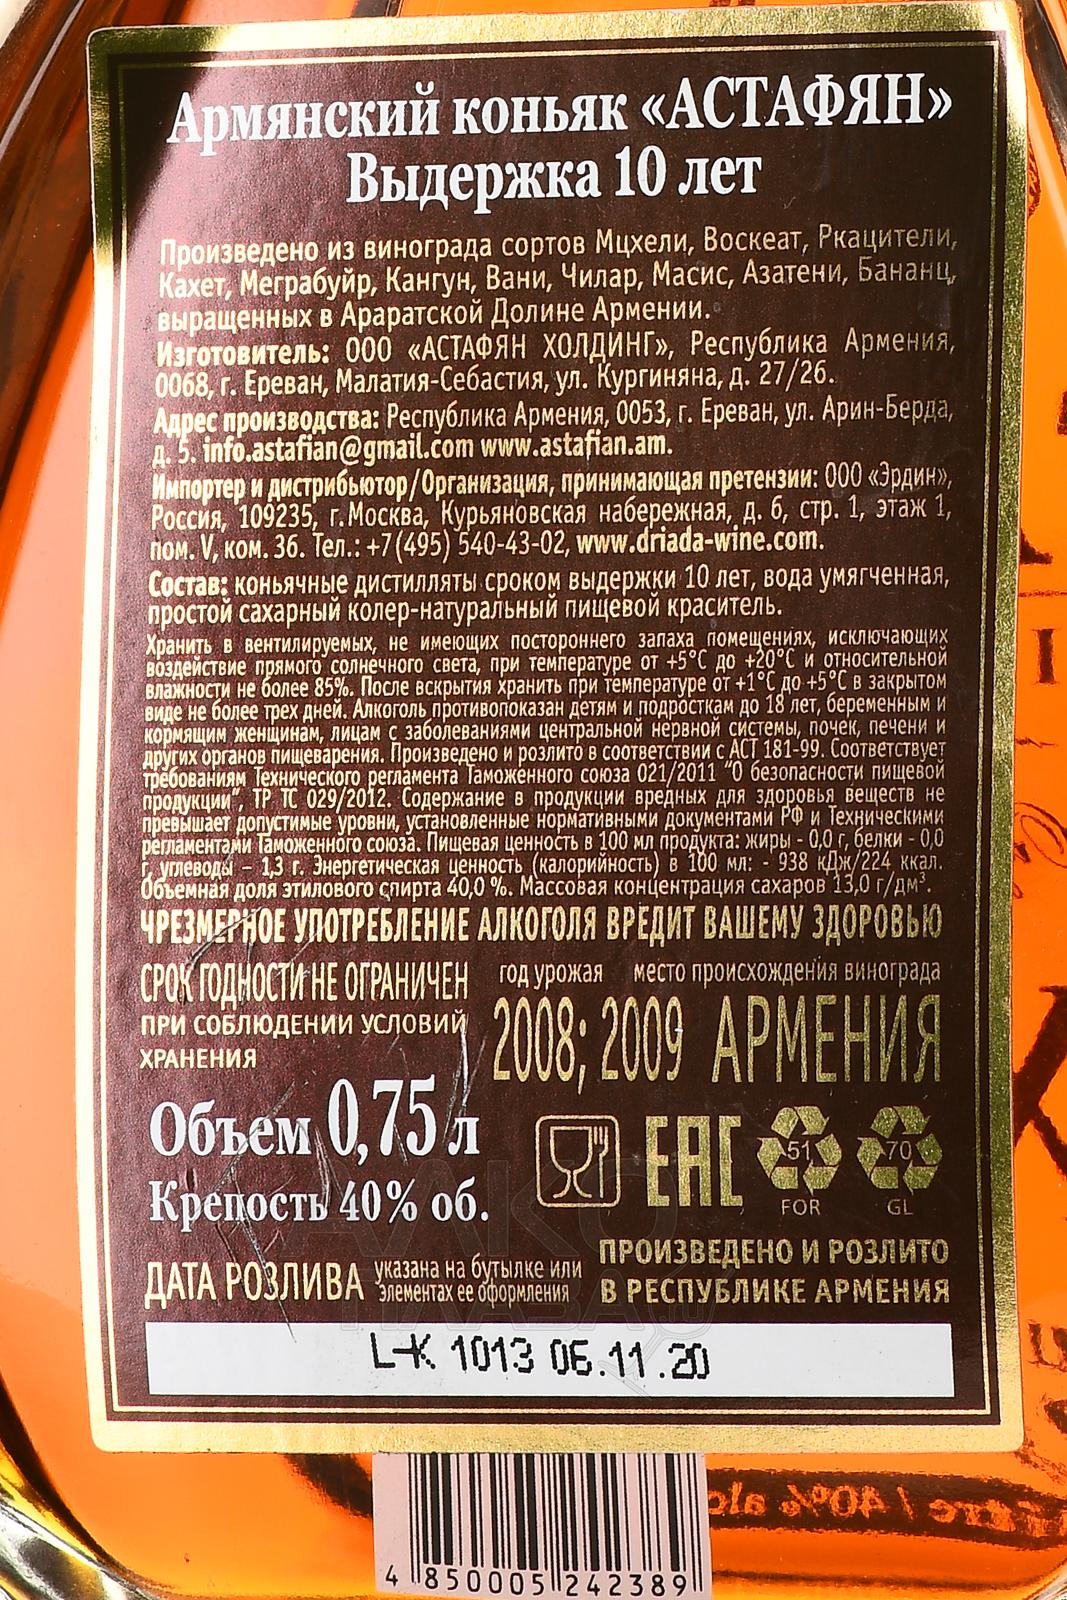 Армянский коньяк «АСТАФЯН»
Выдержка 10 лет
Произведено из винограда сортов Мцхели, Воскеат, Ркацители,
Кахет, Меграбуйр, Кангун, Вани, Чилар, Масис, Азатени, Бананц,
выращенных в Араратской Долине Армении.
Изготовитель: ООО «АСТАФЯН ХОЛДИНГ», Республика Армения,
0068, г. Ереван, Малатия-Себастия, ул. Кургиняна, д. 27/26.
Адрес производства: Республика Армения, 0053, г. Ереван, ул. Арин-Берда,
д. 5. info.astafian@gmail.com www.astafian.am.
Импортер и дистрибьютор/Организация, принимающая претензии: ООО «Эрдин»,
Россия, 109235, г.Москва, Курьяновская набережная, д. 6, стр. 1, этаж 1,
пом. V, ком. 36. Тел.: +7(495) 540-43-02, www.driada-wine.com.
Состав: коньячные дистилляты сроком выдержки 10 лет, вода умягченная,
простой сахарный колер-натуральный пищевой краситель.
Хранить в вентилируемых, не имеющих постороннего запаха помещениях, исключающих
воздействие прямого солнечного света, при температуре от +5°C до +20°C и относительной
влажности не более 85%. После вскрытия хранить при температуре от +1°C до +5°C в закрытом
виде не более трех дней. Алкоголь противопоказан детям и подросткам до 18 лет, беременным и
кормящим женщинам, лицам с заболеваниями центральной нервной системы, почек, печени и
других органов пищеварения. Произведено и розлито в соответствии с АСТ 181-99. Соответствует
требованиям Технического регламента Таможенного союза 021/2011 "О безопасности пищевой
продукции", ТР ТС 029/2012. Содержание в продукции вредных для здоровья веществ не
превышает допустимые уровни, установленные нормативными документами РФ и Техническими
регламентами Таможенного союза. Пищевая ценность в 100 мл продукта: жиры - 0,0 г, белки - 0,0
г, углеводы – 1,3 г. Энергетическая ценность (калорийность) в 100 мл: - 938 кДж/224 ккал.
Объемная доля этилового спирта 40,0 %. Массовая концентрация сахаров 13,0 г/дм³.
ЧРЕЗМЕРНОЕ УПОТРЕБЛЕНИЕ АЛКОГОЛЯ ВРЕДИТ ВАШЕМУ ЗДОРОВЬЮ
СРОК ГОДНОСТИ НЕ ОГРАНИЧЕН
ПРИ СОБЛЮДЕНИИ УСЛОВИЙ
ХРАНЕНИЯ
год урожая место происхождения винограда
2008; 2009 АРМЕНИЯ
Объем 0,75 л
Крепость 40% об.
EAC 51 70
FOR GL
ДАТА РОЗЛИВА указана на бутылке или
элементах ее оформления
ПРОИЗВЕДЕНО И РОЗЛИТО
В РЕСПУБЛИКЕ АРМЕНИЯ
L-K 1013 06.11.20
4 850005 242389